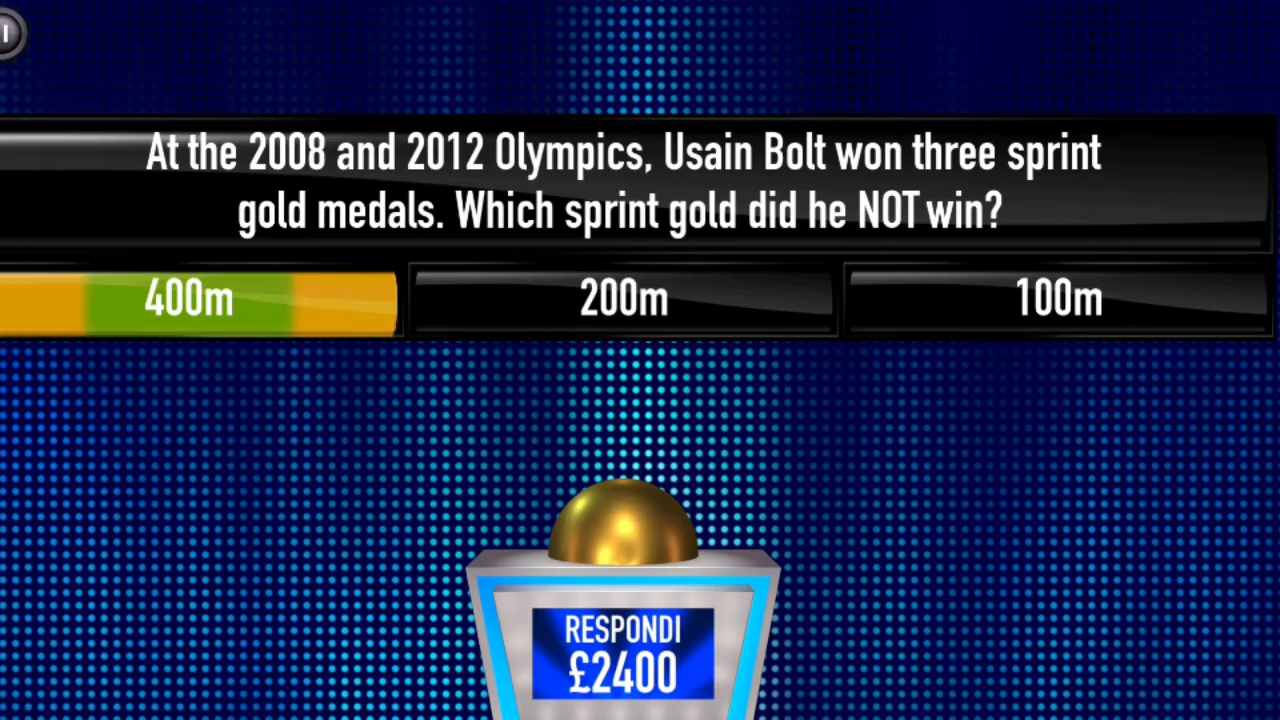 At the 2008 and 2012 Olympics, Usain Bolt won three sprint
gold medals. Which sprint gold did he NOT win?
400m
200m
100m
RESPONDI
£2400